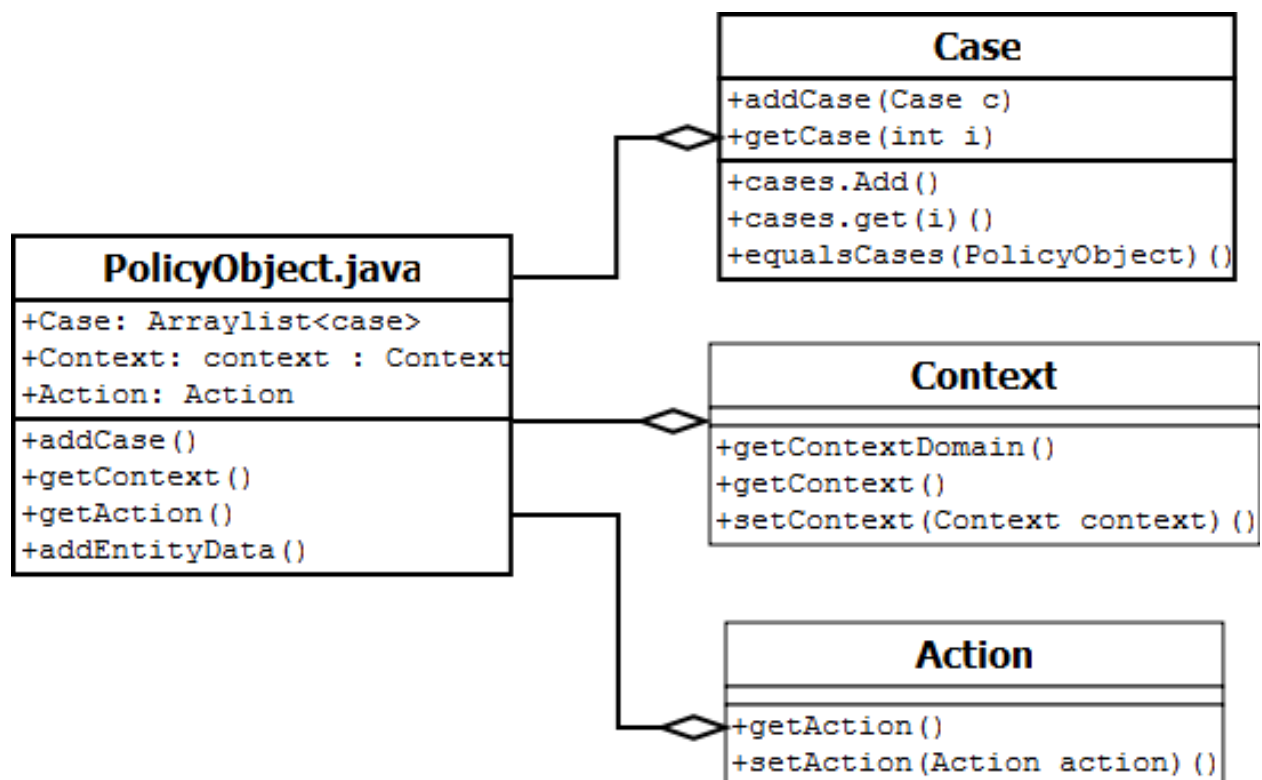 Case
+addCase(Case c)
+getCase(int i)
+cases.Add()
+cases.get(i)()
+equalsCases(PolicyObject)()
PolicyObject.java
+Case: Arraylist<case>
+Context: context : Context
+Action: Action
+addCase()
+getContext()
+getAction()
+addEntityData()
Context
+getContextDomain()
+getContext()
+setContext(Context context)()
Action
+getAction()
+setAction(Action action)()